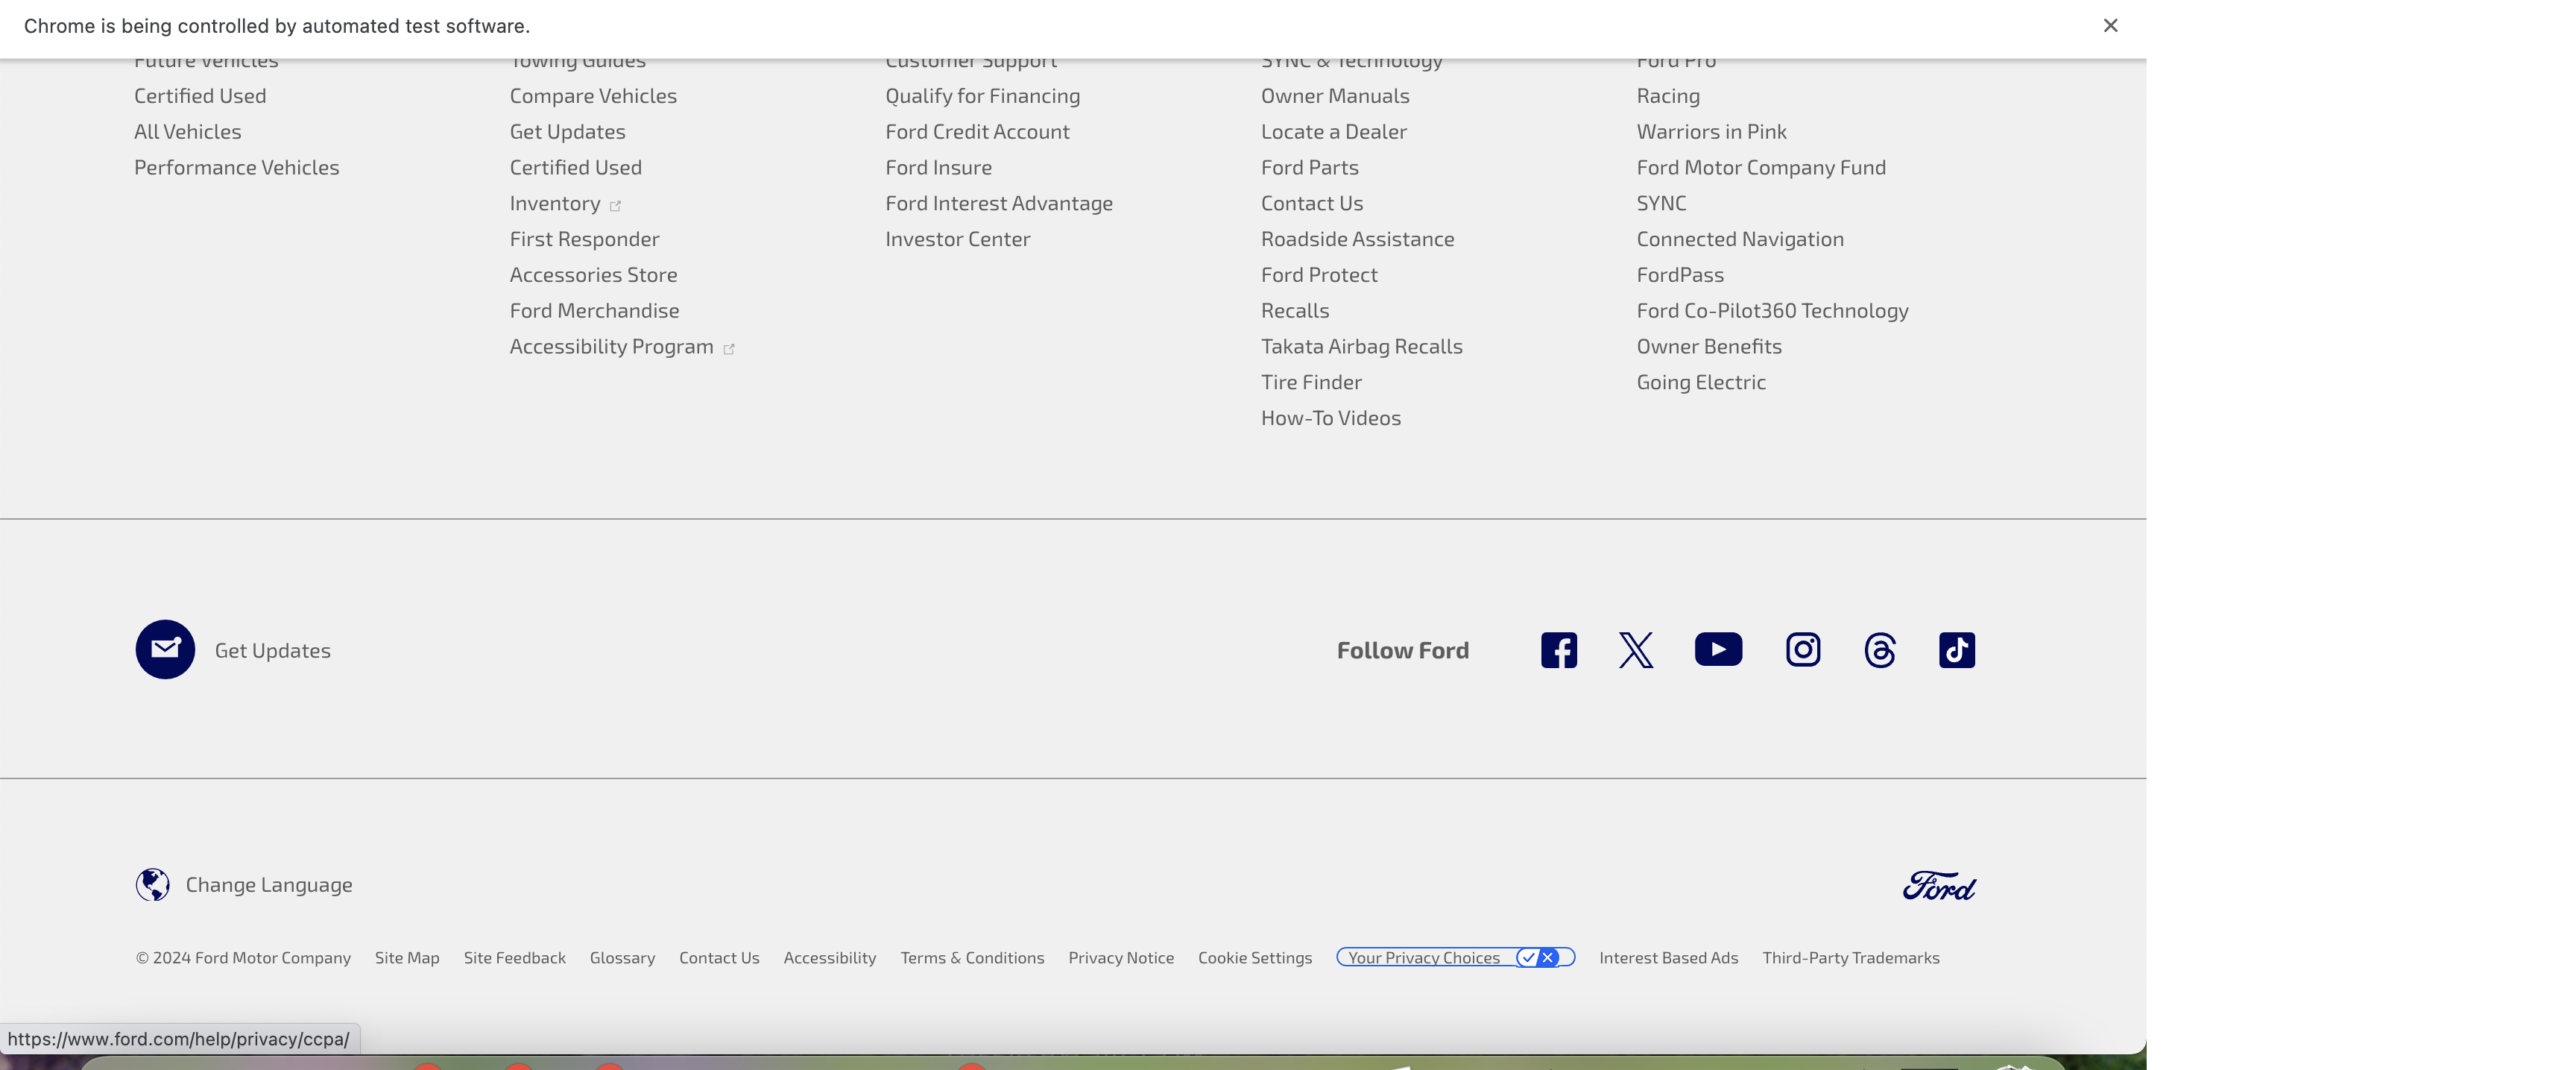 Chrome is being controlled by automated test software.
Future Vehicles
Certified Used
All Vehicles
Performance Vehicles
Towing Guides
Compare Vehicles
Get Updates
Certified Used
Inventory
First Responder
Accessories Store
Ford Merchandise
Accessibility Program
Customer Support
Qualify for Financing
Ford Credit Account
Ford Insure
Ford Interest Advantage
Investor Center
SYNC & Technology
Owner Manuals
Locate a Dealer
Ford Parts
Contact Us
Roadside Assistance
Ford Protect
Recalls
Takata Airbag Recalls
Tire Finder
How-To Videos
Ford Pro
Racing
Warriors in Pink
Ford Motor Company Fund
SYNC
Connected Navigation
FordPass
Ford Co-Pilot360 Technology
Owner Benefits
Going Electric
Get Updates
Follow Ford
Change Language
Ford
© 2024 Ford Motor Company Site Map Site Feedback Glossary Contact Us Accessibility Terms & Conditions Privacy Notice Cookie Settings Your Privacy Choices Interest Based Ads Third-Party Trademarks
https://www.ford.com/help/privacy/ccpa/